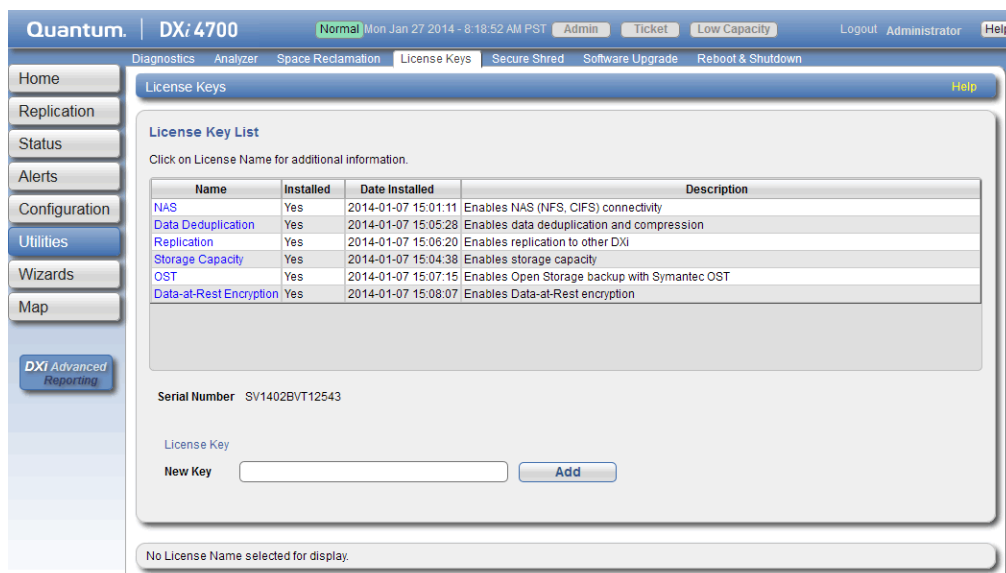 Quantum. DXi 4700 Normal Mon Jan 27 2014 - 8:18:52 AM PST Admin Ticket Low Capacity Logout Administrator Help
Diagnostics Analyzer Space Reclamation License Keys Secure Shred Software Upgrade Reboot & Shutdown
Home
Replication
Status
Alerts
Configuration
Utilities
Wizards
Map
DXi Advanced
Reporting
License Keys Help
License Key List
Click on License Name for additional information.
Name Installed Date Installed Description
NAS Yes 2014-01-07 15:01:11 Enables NAS (NFS, CIFS) connectivity
Data Deduplication Yes 2014-01-07 15:05:28 Enables data deduplication and compression
Replication Yes 2014-01-07 15:06:20 Enables replication to other DXi
Storage Capacity Yes 2014-01-07 15:04:38 Enables storage capacity
OST Yes 2014-01-07 15:07:15 Enables Open Storage backup with Symantec OST
Data-at-Rest Encryption Yes 2014-01-07 15:08:07 Enables Data-at-Rest encryption
Serial Number SV1402BVT12543
License Key
New Key Add
No License Name selected for display.